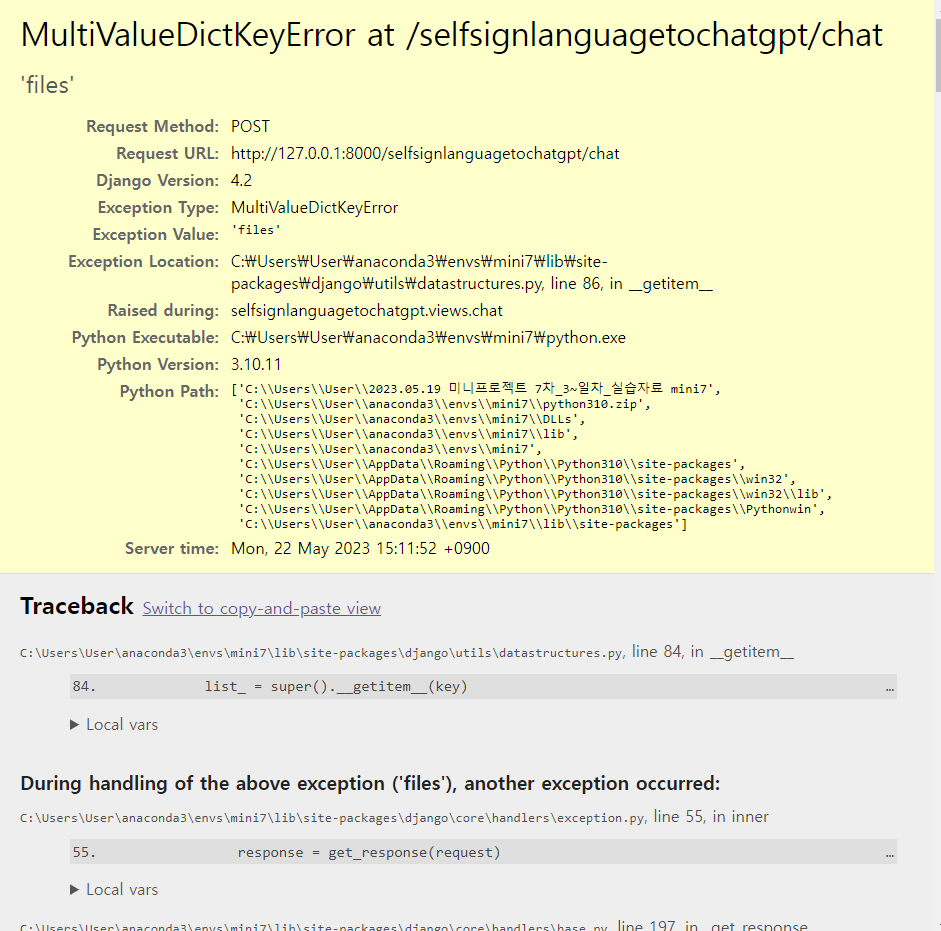 MultiValueDictKeyError at /selfsignlanguagetochatgpt/chat
'files'
Request Method: POST
Request URL: http://127.0.0.1:8000/selfsignlanguagetochatgpt/chat
Django Version: 4.2
Exception Type: MultiValueDictKeyError
Exception Value: 'files'
Exception Location: C:₩Users₩User₩anaconda3₩envs₩mini7₩lib₩site-
packages₩django₩utils₩datastructures.py, line 86, in __getitem__
Raised during: selfsignlanguagetochatgpt.views.chat
Python Executable: C:₩Users₩User₩anaconda3₩envs₩mini7₩python.exe
Python Version: 3.10.11
Python Path: ['C:\\Users\\User\\2023.05.19 미니프로젝트 7차_3~일차_실습자료 mini7',
'C:\\Users\\User\\anaconda3\\envs\\mini7\\python310.zip',
'C:\\Users\\User\\anaconda3\\envs\\mini7\\DLLs',
'C:\\Users\\User\\anaconda3\\envs\\mini7\\lib',
'C:\\Users\\User\\anaconda3\\envs\\mini7',
'C:\\Users\\User\\AppData\\Roaming\\Python\\Python310\\site-packages',
'C:\\Users\\User\\AppData\\Roaming\\Python\\Python310\\site-packages\\win32',
'C:\\Users\\User\\AppData\\Roaming\\Python\\Python310\\site-packages\\win32\\lib',
'C:\\Users\\User\\AppData\\Roaming\\Python\\Python310\\site-packages\\Pythonwin',
'C:\\Users\\User\\anaconda3\\envs\\mini7\\lib\\site-packages']
Server time: Mon, 22 May 2023 15:11:52 +0900
Traceback Switch to copy-and-paste view
C:\Users\User\anaconda3\envs\mini7\lib\site-packages\django\utils\datastructures.py, line 84, in __getitem__
84. list_ = super().__getitem__(key) …
▶ Local vars
During handling of the above exception ('files'), another exception occurred:
C:\Users\User\anaconda3\envs\mini7\lib\site-packages\django\core\handlers\exception.py, line 55, in inner
55. response = get_response(request) …
▶ Local vars
C:\Users\User\anaconda3\envs\mini7\lib\site-packages\django\core\handlers\base.py, line 197, in _get_response